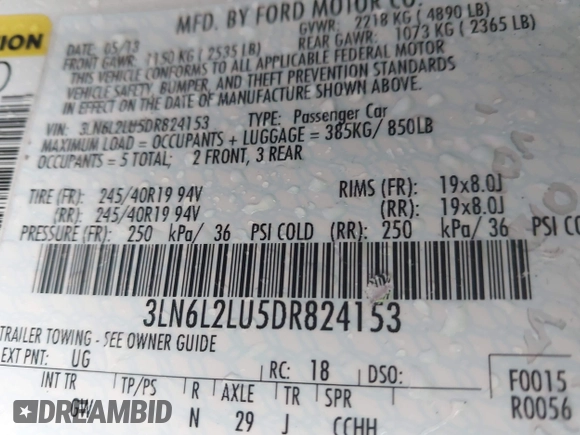 MFD. BY FORD MOTOR CO.
TION
DATE: 05/13
GVWR: 2218 KG ( 4890 LB)
FRONT GAWR: 1150 KG ( 2535 LB)
REAR GAWR: 1073 KG ( 2365 LB)
THIS VEHICLE CONFORMS TO ALL APPLICABLE FEDERAL MOTOR
VEHICLE SAFETY, BUMPER, AND THEFT PREVENTION STANDARDS
IN EFFECT ON THE DATE OF MANUFACTURE SHOWN ABOVE.
VIN: 3LN6L2LU5DR824153 TYPE: Passenger Car
MAXIMUM LOAD = OCCUPANTS + LUGGAGE = 385KG/ 850LB
OCCUPANTS = 5 TOTAL; 2 FRONT, 3 REAR
TIRE (FR): 245/40R19 94V RIMS (FR): 19x8.0J
(RR): 245/40R19 94V (RR): 19x8.0J
PRESSURE (FR): 250 kPa/ 36 PSI COLD (RR): 250 kPa/ 36 PSI CO
3LN6L2LU5DR824153
TRAILER TOWING - SEE OWNER GUIDE
EXT PNT: UG RC: 18 DSO:
INT TR TP/PS R AXLE TR SPR F0015
GW N 29 J CCHH R0056
DIDGOVI